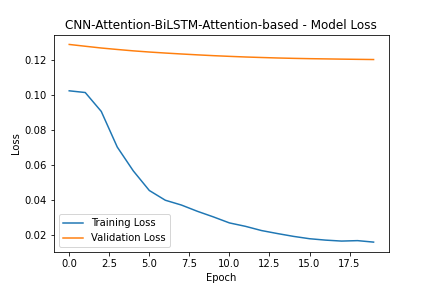 CNN-Attention-BiLSTM-Attention-based - Model Loss
0.12
0.10
0.08
0.06
0.04
0.02
Loss
Training Loss
Validation Loss
0.0 2.5 5.0 7.5 10.0 12.5 15.0 17.5
Epoch